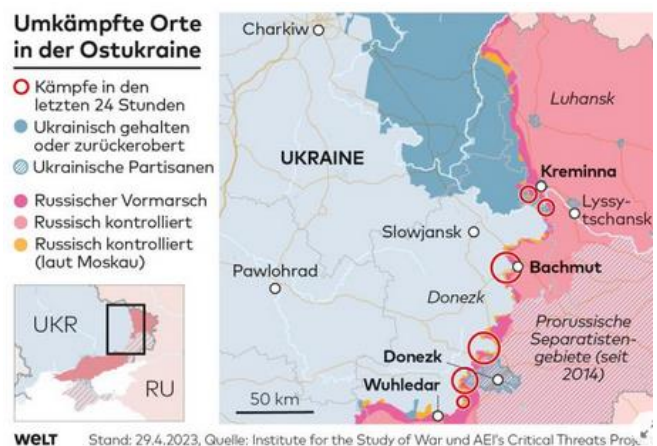 Umkämpfte Orte
in der Ostukraine
Kämpfe in den
letzten 24 Stunden
Ukrainisch gehalten
oder zurückerobert
Ukrainische Partisanen
Russischer Vormarsch
Russisch kontrolliert
Russisch kontrolliert
(laut Moskau)
UKR
RU
Charkiw
Luhansk
UKRAINE
Kreminna
Lyssy-
tschansk
Slowjansk
Bachmut
Pawlohrad
Donezk
Prorussische
Separatisten-
gebiete (seit
2014)
Donezk
Wuhledar
50 km
WELT Stand: 29.4.2023, Quelle: Institute for the Study of War und AEI's Critical Threats